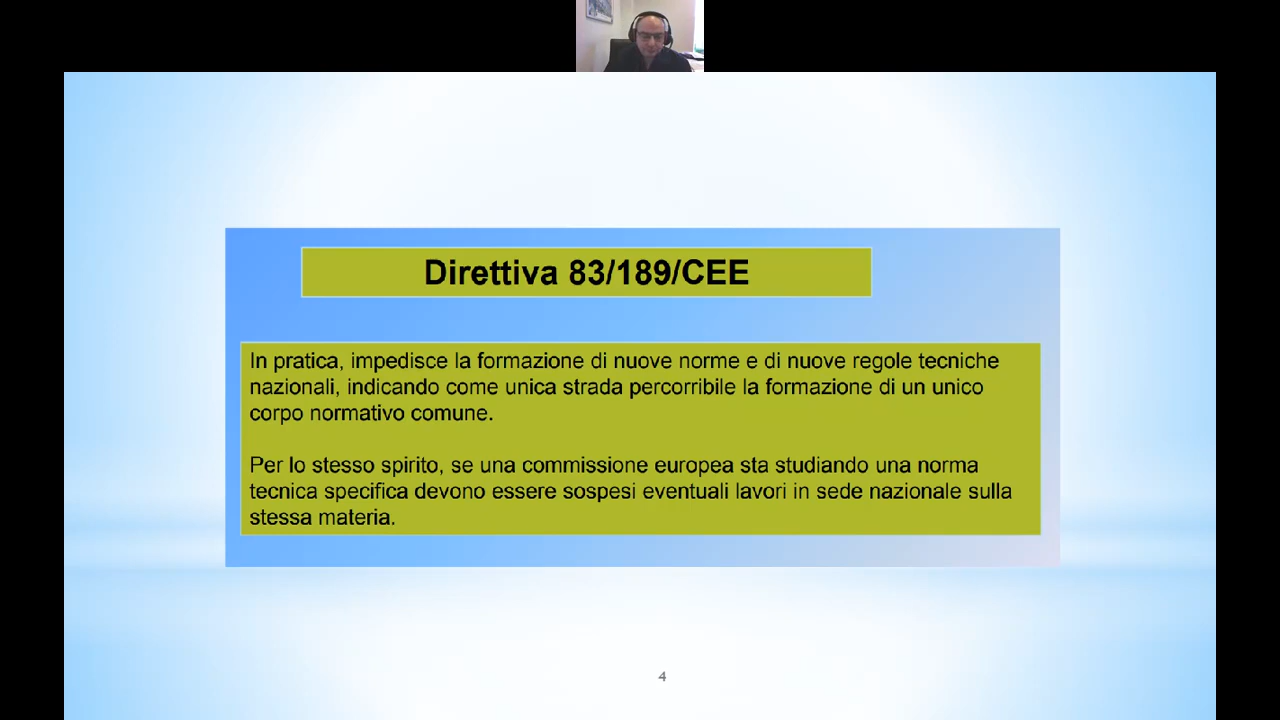 Direttiva 83/189/CEE
In pratica, impedisce la formazione di nuove norme e di nuove regole tecniche
nazionali, indicando come unica strada percorribile la formazione di un unico
corpo normativo comune.
Per lo stesso spirito, se una commissione europea sta studiando una norma
tecnica specifica devono essere sospesi eventuali lavori in sede nazionale sulla
stessa materia.
4